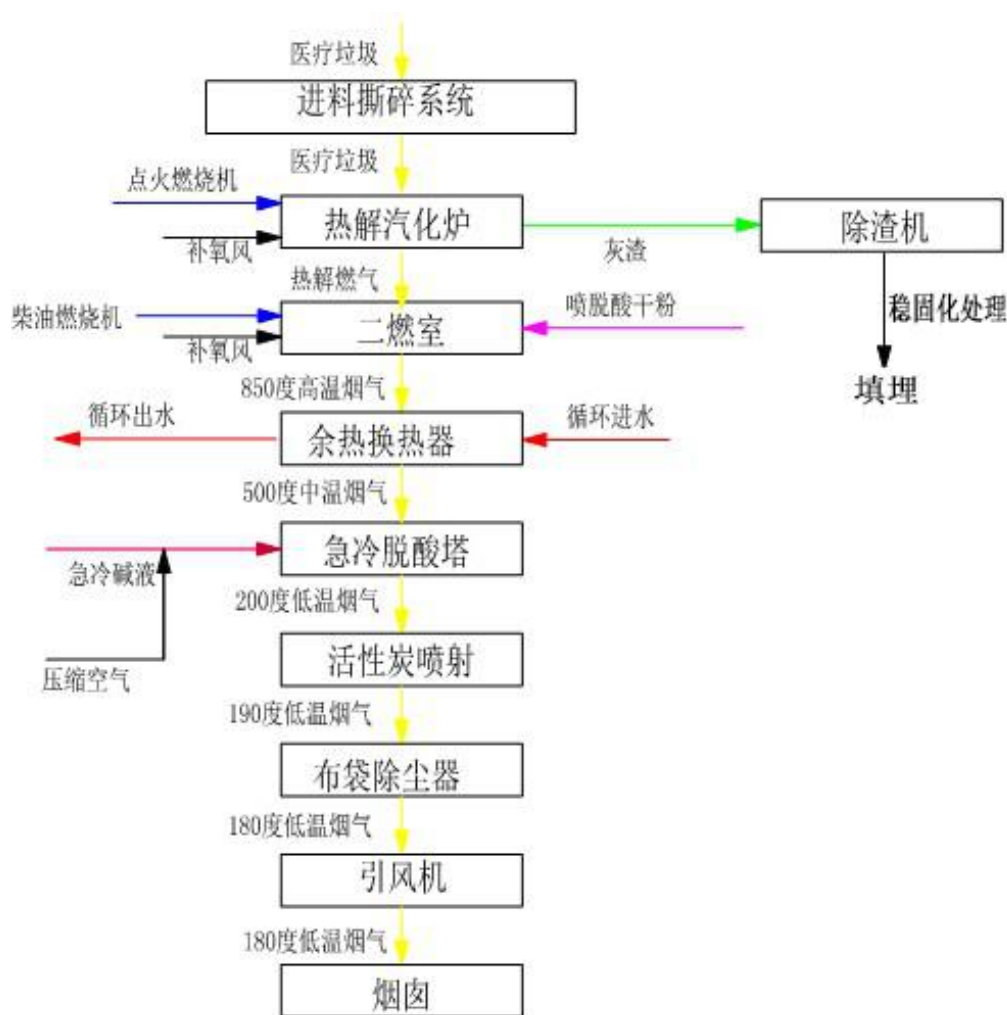 医疗垃圾
进料撕碎系统
医疗垃圾
点火燃烧机
热解汽化炉
除渣机
补氧风
灰渣
热解燃气
喷脱酸干粉
稳固化处理
柴油燃烧机
二燃室
补氧风
850度高温烟气
填埋
循环出水
循环进水
余热换热器
500度中温烟气
急冷脱酸塔
急冷碱液
200度低温烟气
活性炭喷射
压缩空气
190度低温烟气
布袋除尘器
180度低温烟气
引风机
180度低温烟气
烟囱